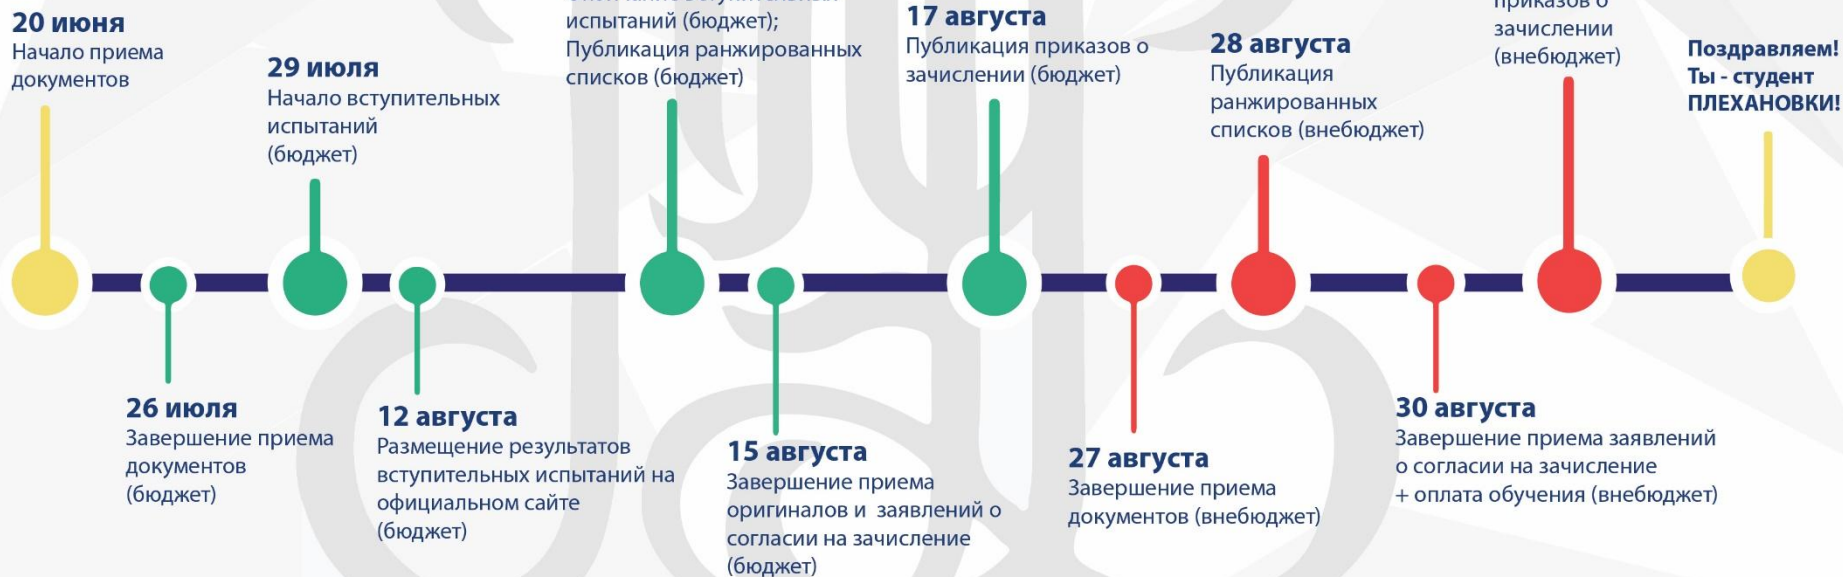 20 июня
Начало приема
документов
29 июля
Начало вступительных
испытаний
(бюджет)
испытаний (бюджет);
Публикация ранжированных
списков (бюджет)
17 августа
Публикация приказов о
зачислении (бюджет)
28 августа
Публикация
ранжированных
списков (внебюджет)
приказов о
зачислении
(внебюджет)
Поздравляем!
Ты - студент
ПЛЕХАНОВКИ!
26 июля
Завершение приема
документов
(бюджет)
12 августа
Размещение результатов
вступительных испытаний на
официальном сайте
(бюджет)
15 августа
Завершение приема
оригиналов и заявлений о
согласии на зачисление
(бюджет)
27 августа
Завершение приема
документов (внебюджет)
30 августа
Завершение приема заявлений
о согласии на зачисление
+ оплата обучения (внебюджет)